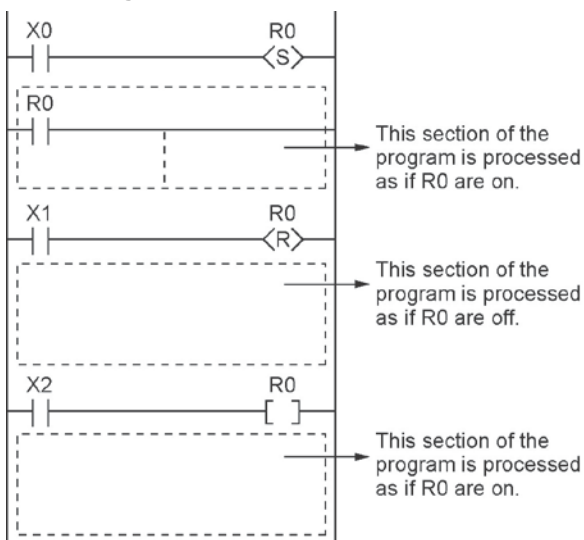 X0 R0
S
R0
This section of the
program is processed
as if R0 are on.
X1 R0
R
This section of the
program is processed
as if R0 are off.
X2 R0
This section of the
program is processed
as if R0 are on.